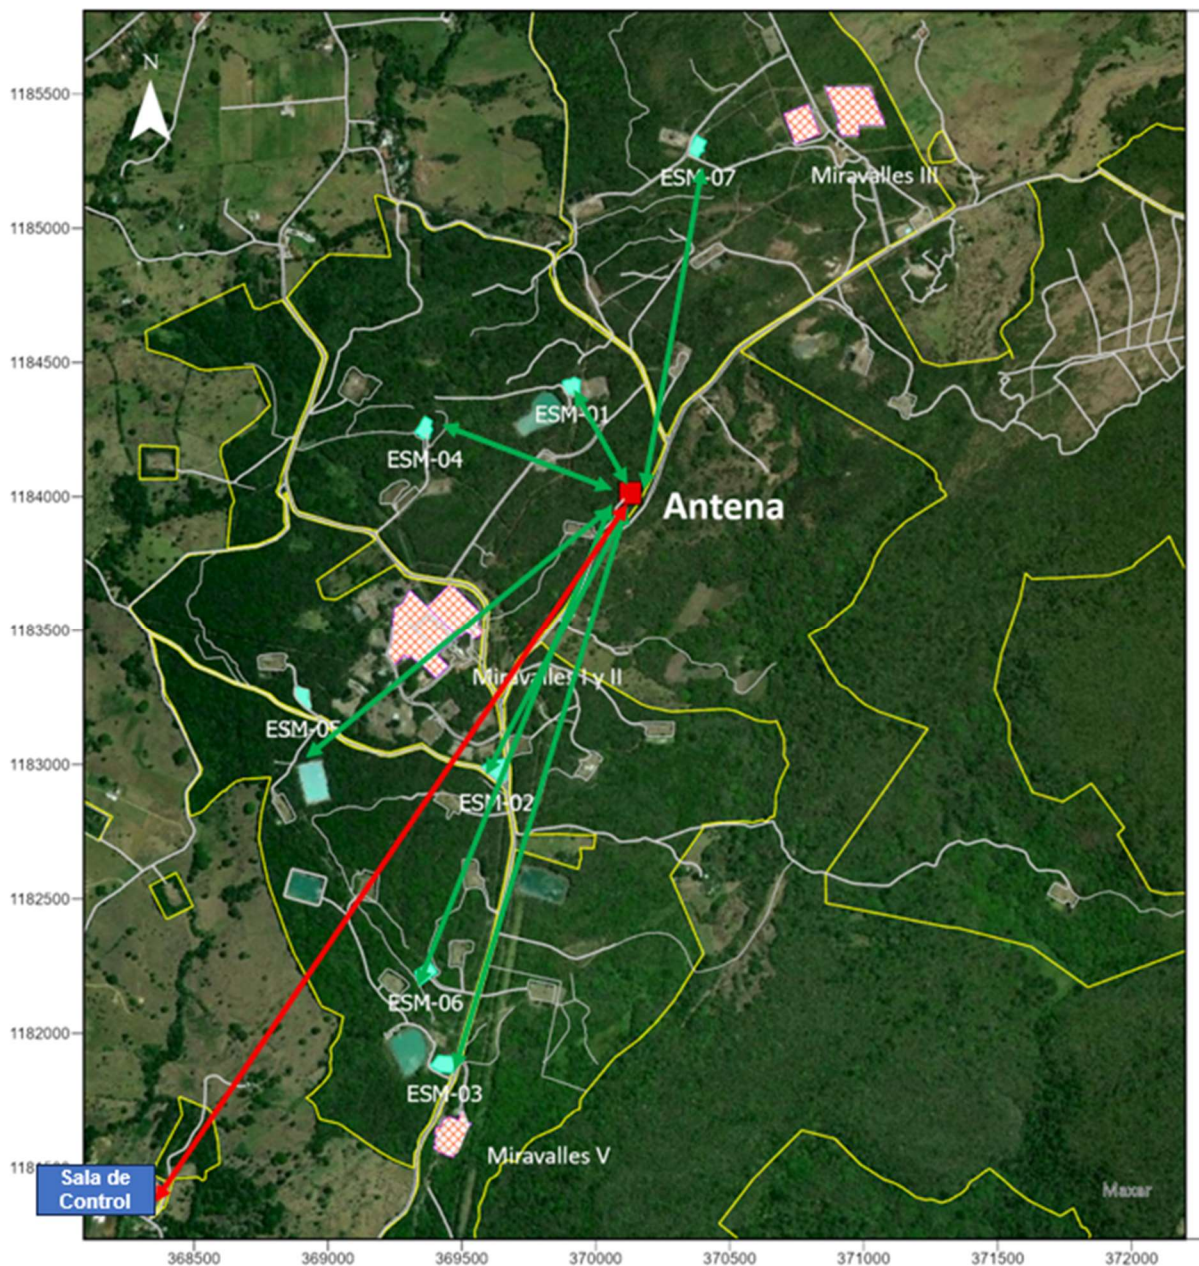 N
1185500
ESM-07
Miravalles III
1185000
1184500
ESM-01
ESM-04
1184000
Antena
1183500
Miravalles I y II
ESM-05
1183000
ESM-02
1182500
ESM-06
1182000
ESM-03
Miravalles V
Sala de
Control
Maxar
368500
369000
369500
370000
370500
371000
371500
372000